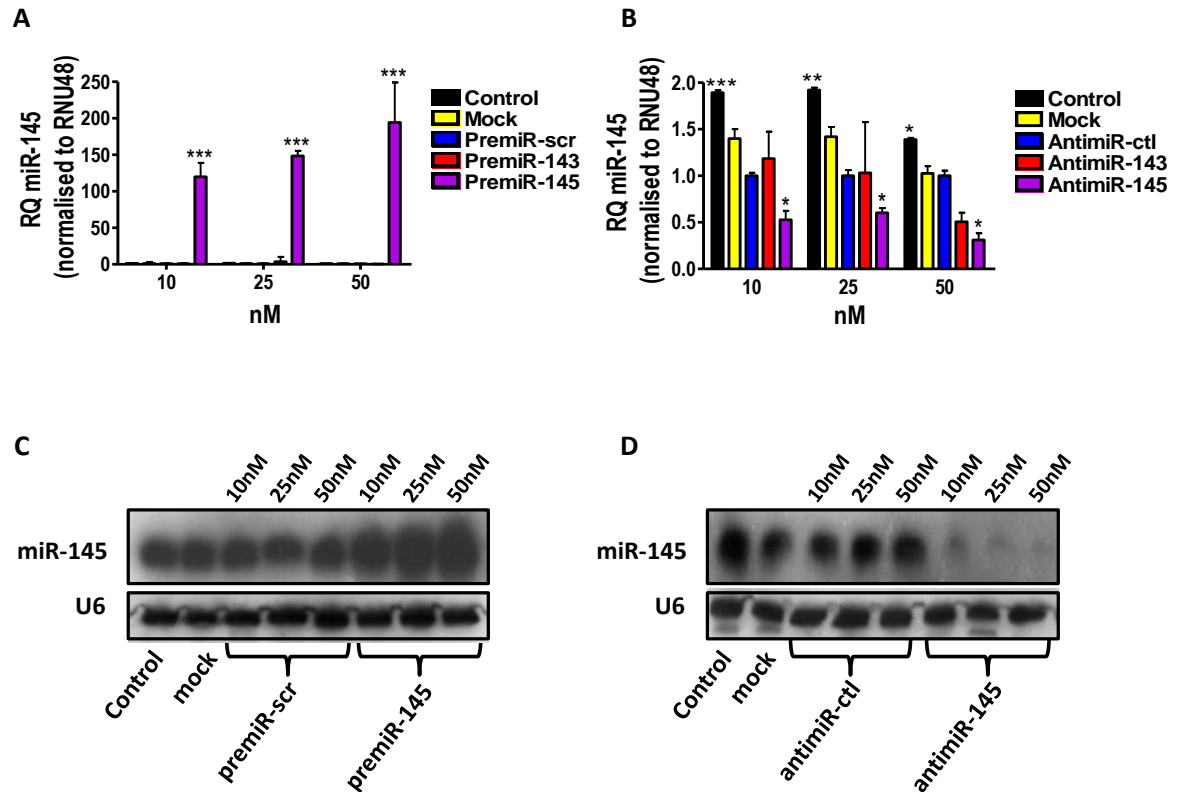 A
RQ miR-145
(normalised to RNU48)
250
200
150
100
50
0
***
***
***
10
25
50
nM
Control
Mock
PremiR-scr
PremiR-143
PremiR-145
B
RQ miR-145
(normalised to RNU48)
2.0
1.5
1.0
0.5
0.0
***
**
*
*
*
*
10
25
50
nM
Control
Mock
AntimiR-ctl
AntimiR-143
AntimiR-145
C
10nM
25nM
50nM
10nM
25nM
50nM
miR-145
U6
Control
mock
premiR-scr
premiR-145
D
10nM
25nM
50nM
10nM
25nM
50nM
miR-145
U6
Control
mock
antimiR-ctl
antimiR-145